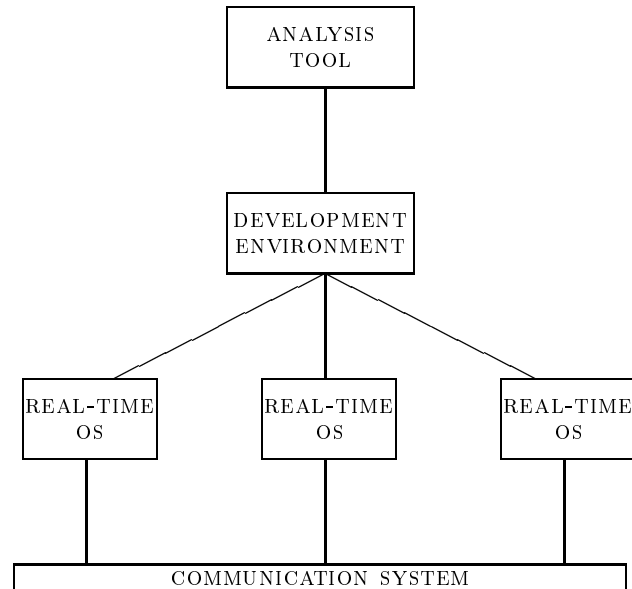 ANALYSIS
TOOL
DEVELOPMENT
ENVIRONMENT
REAL-TIME
OS
REAL-TIME
OS
REAL-TIME
OS
COMMUNICATION SYSTEM